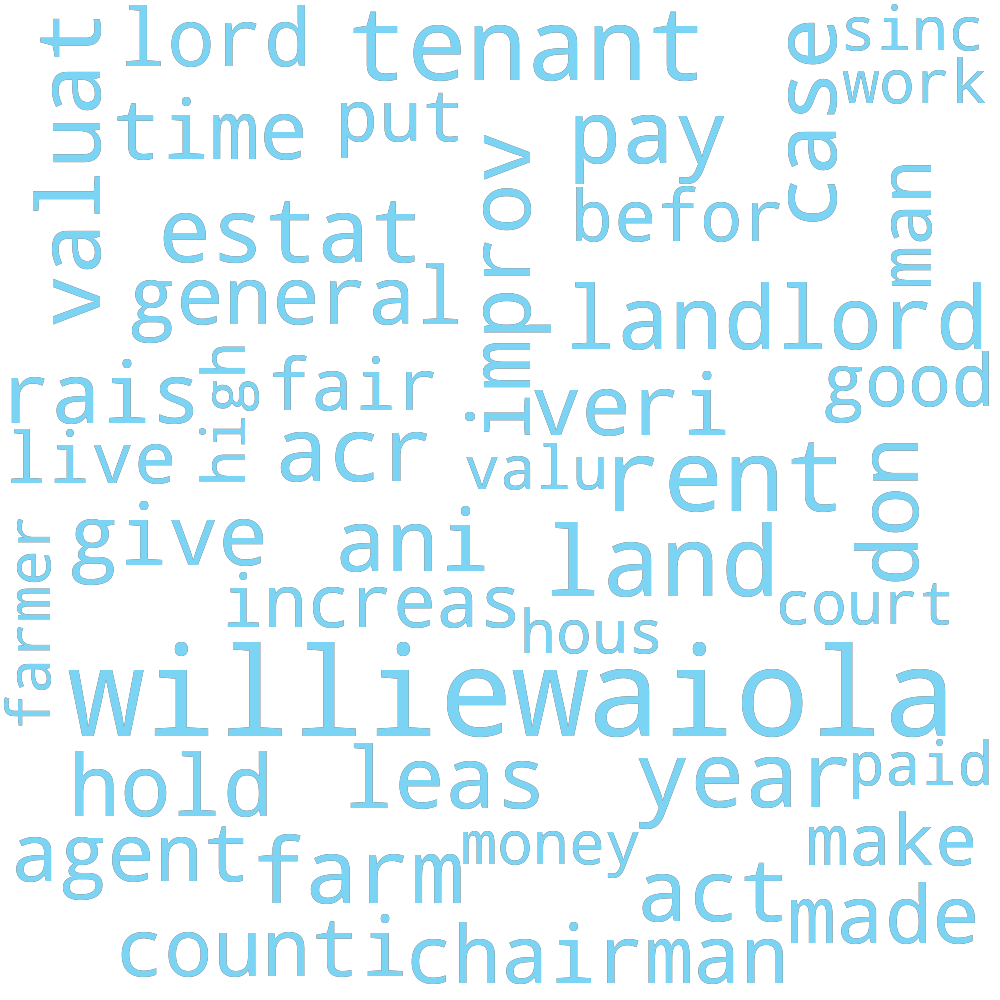 valuat
lord
tenant
case
sinc
work
time
put
pay
improv
befor
man
estat
general
landlord
rais
high
fair
veri
good
live
acr
valu
rent
don
farmer
give
ani
land
increas
hous
court
williewaiola
hold
leas
year
paid
agent
farm
money
make
act
made
counti
chairman